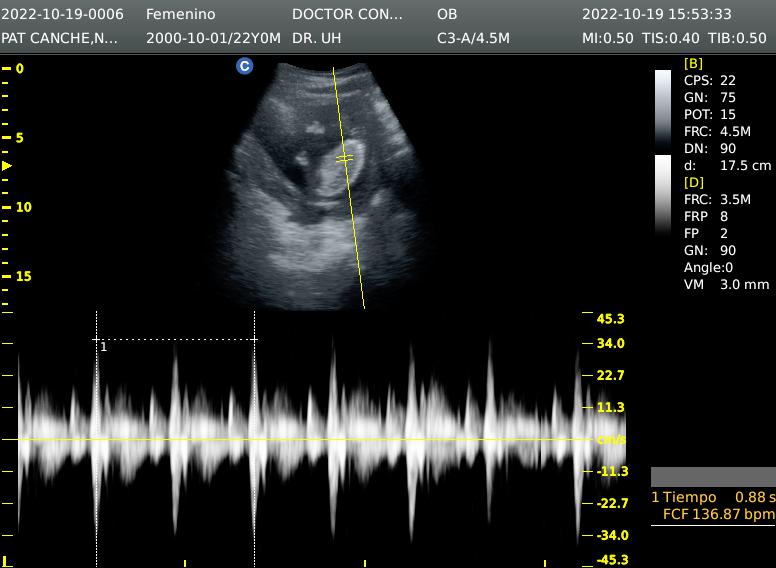 2022-10-19-0006 Femenino DOCTOR CON... OB 2022-10-19 15:53:33
PAT CANCHE,N... 2000-10-01/22Y0M DR. UH C3-A/4.5M MI:0.50 TIS:0.40 TIB:0.50
C
0
5
10
15
[B]
CPS: 22
GN: 75
POT: 15
FRC: 4.5M
DN: 90
d: 17.5 cm
[D]
FRC: 3.5M
FRP 8
FP 2
GN: 90
Angle:0
VM 3.0 mm
1
45.3
34.0
22.7
11.3
cm/s
-11.3
-22.7
-34.0
-45.3
1 Tiempo 0.88 s
FCF 136.87 bpm